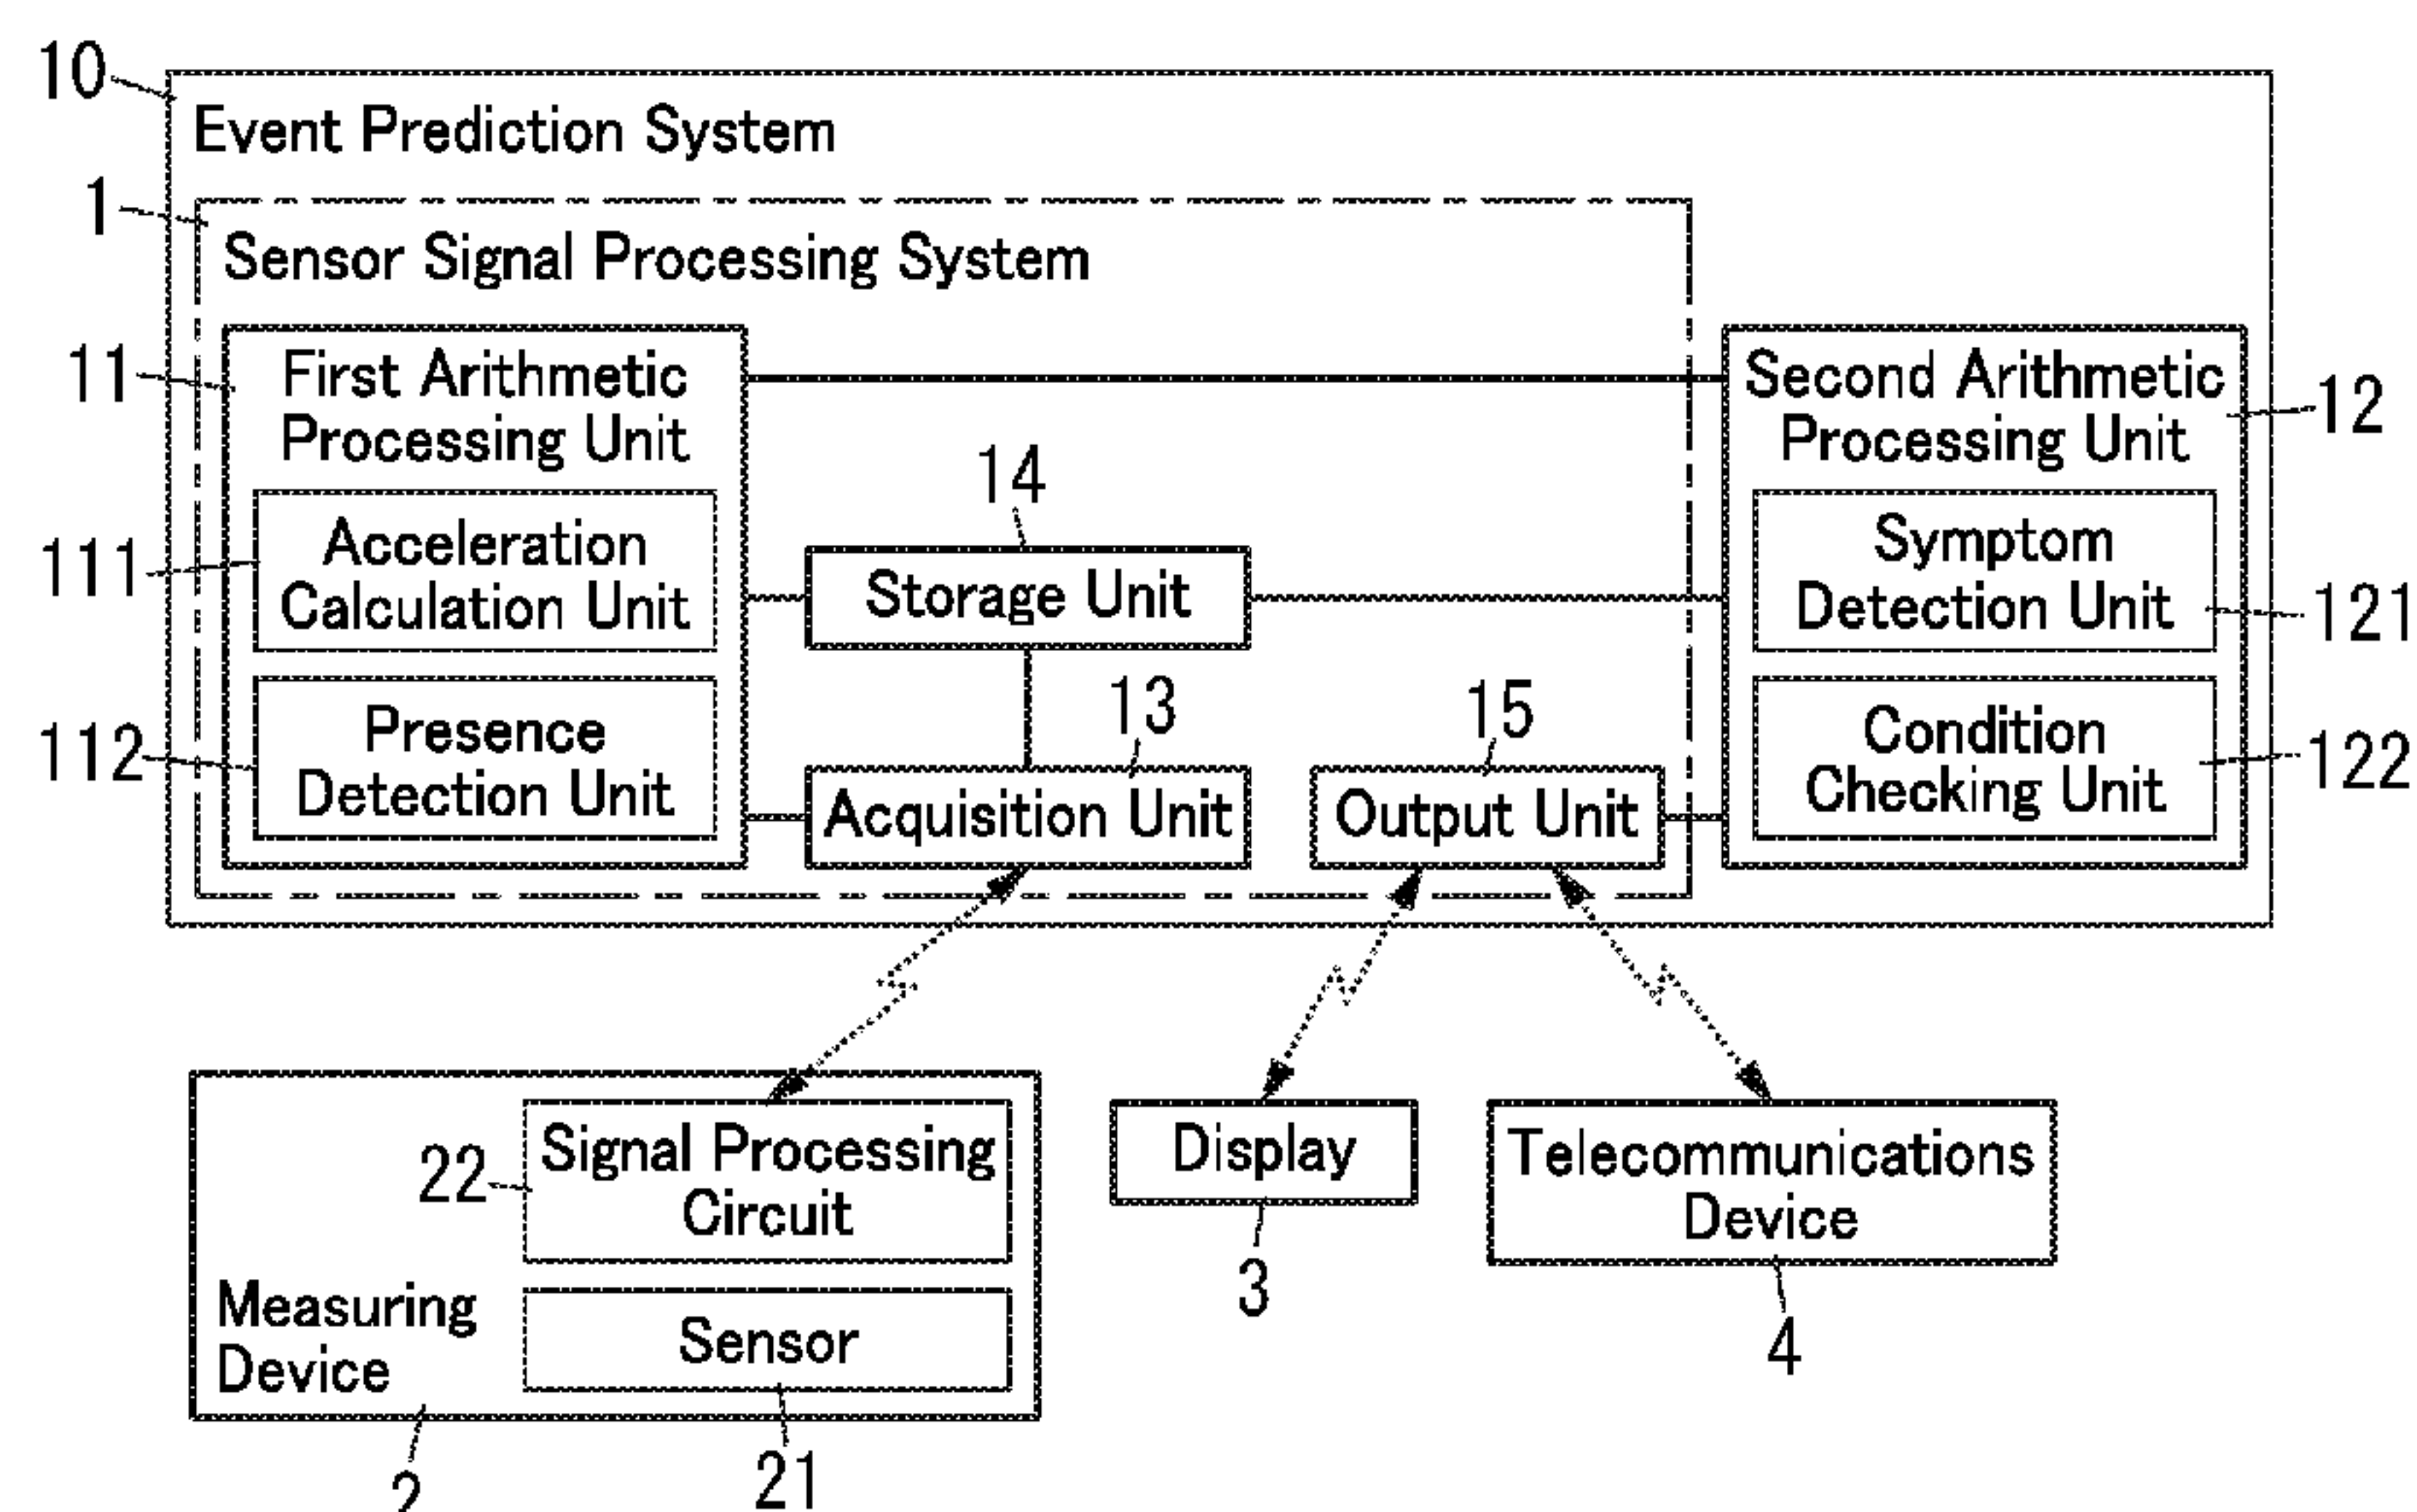 10
Event Prediction System
1
Sensor Signal Processing System
11
First Arithmetic
Processing Unit
Second Arithmetic
Processing Unit
12
14
111
Acceleration
Calculation Unit
Storage Unit
Symptom
Detection Unit
121
13
15
112
Presence
Detection Unit
Acquisition Unit
Output Unit
Condition
Checking Unit
122
22
Signal Processing
Circuit
Display
Telecommunications
Device
3
4
Measuring
Device
Sensor
2
21